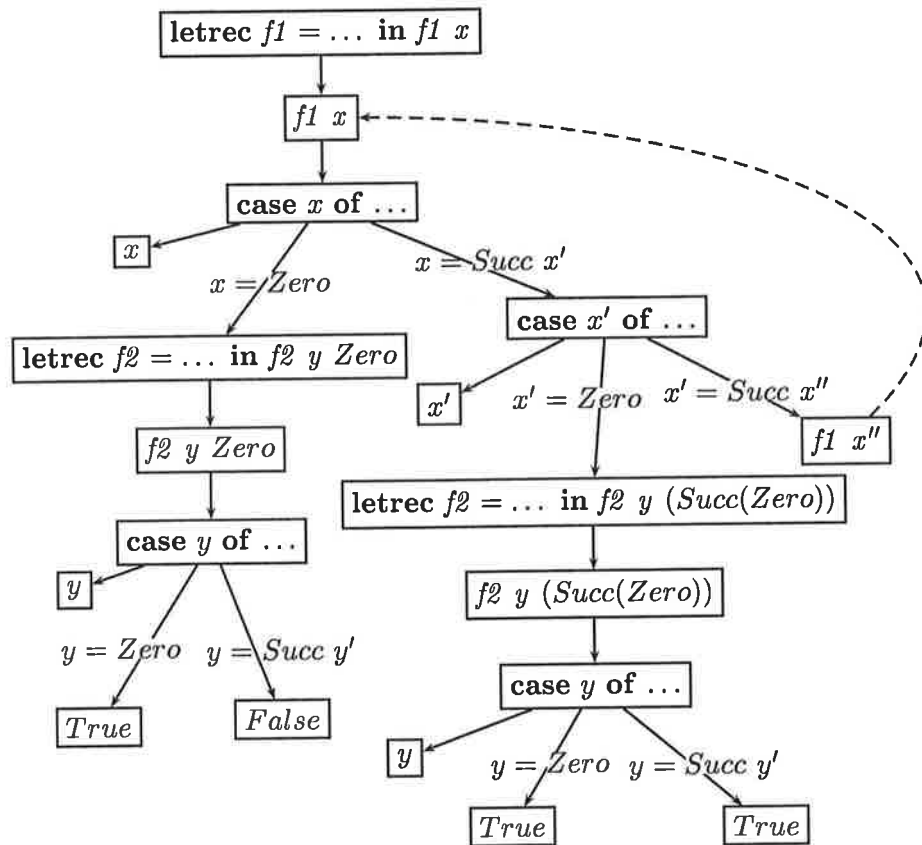 letrec f1 = ... in f1 x
f1 x
case x of ...
x
x = Zero
x = Succ x'
letrec f2 = ... in f2 y Zero
case x' of ...
x'
x' = Zero
x' = Succ x''
f2 y Zero
f1 x''
letrec f2 = ... in f2 y (Succ(Zero))
case y of ...
y
f2 y (Succ(Zero))
y = Zero
y = Succ y'
case y of ...
True
False
y
y = Zero
y = Succ y'
True
True